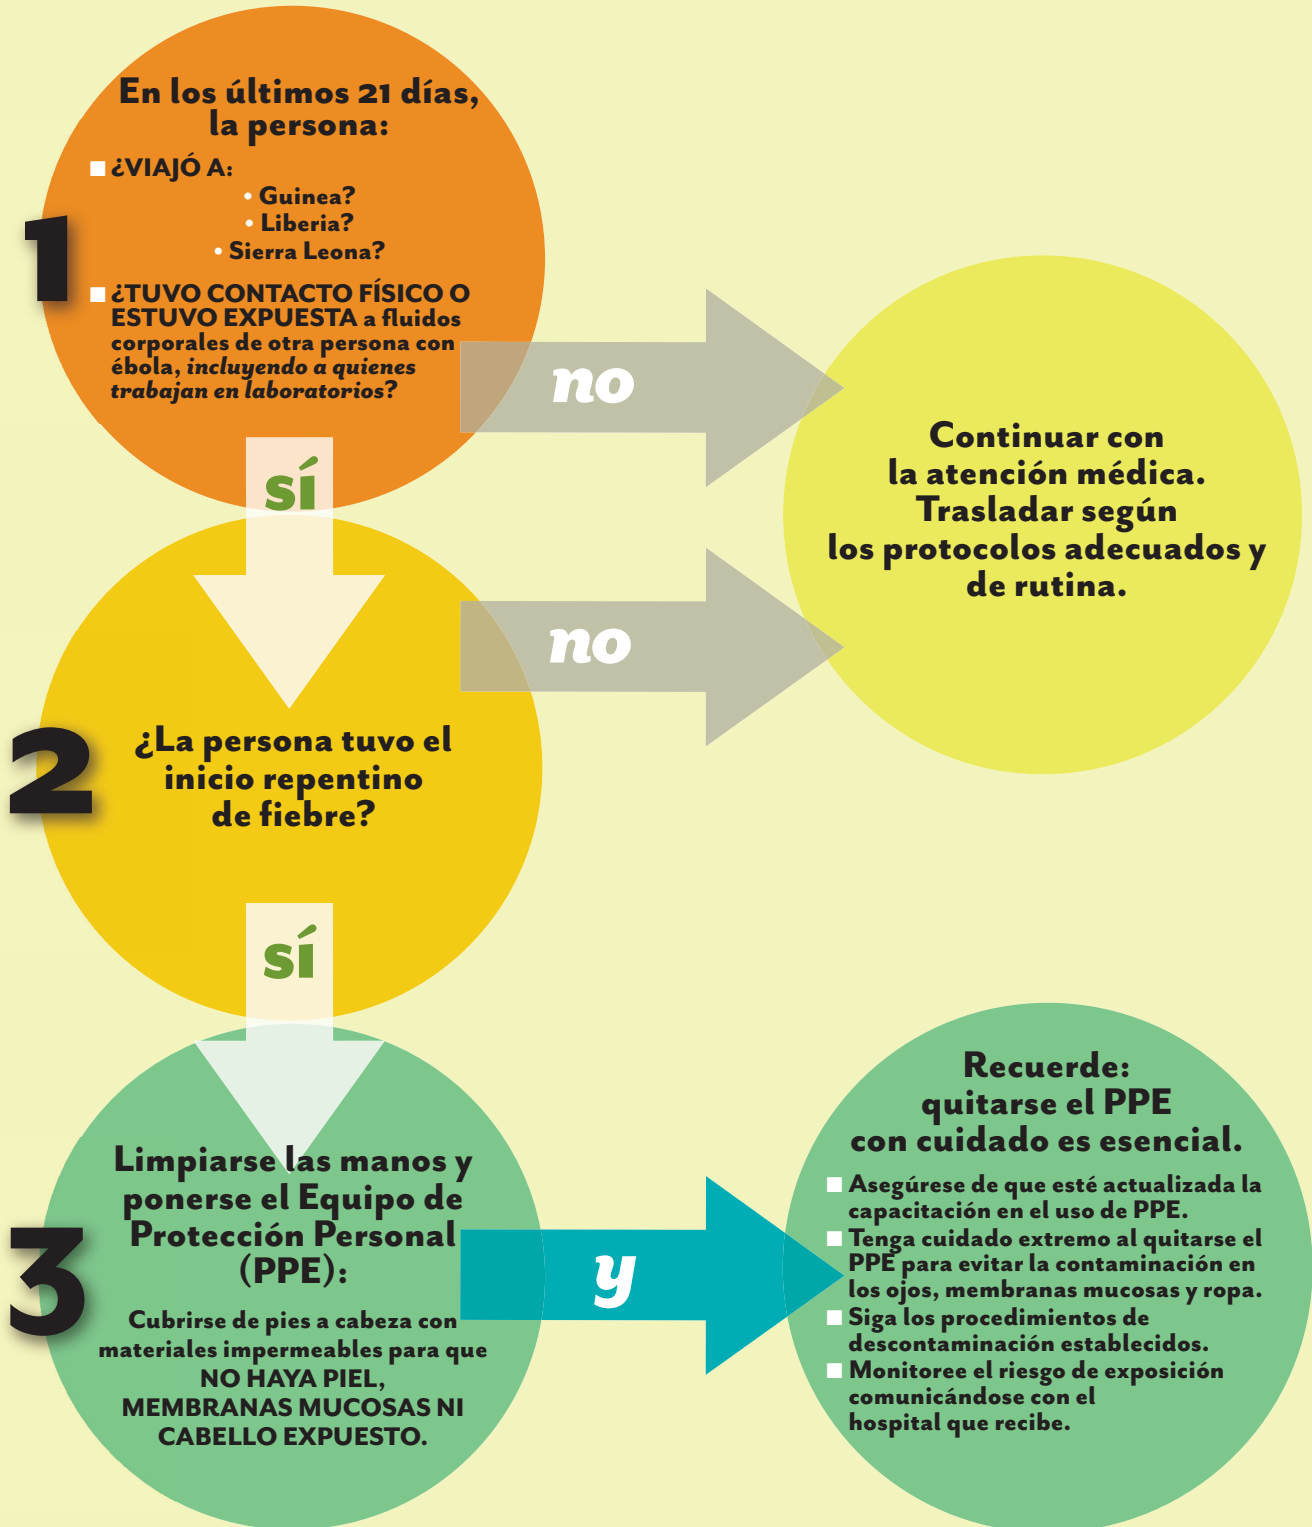 1
En los últimos 21 días,
la persona:
¿VIAJÓ A:
• Guinea?
• Liberia?
• Sierra Leona?
¿TUVO CONTACTO FÍSICO O
ESTUVO EXPUESTA a fluidos
corporales de otra persona con
ébola, incluyendo a quienes
trabajan en laboratorios?
no
sí
Continuar con
la atención médica.
Trasladar según
los protocolos adecuados y
de rutina.
no
2
¿La persona tuvo el
inicio repentino
de fiebre?
sí
3
Limpiarse las manos y
ponerse el Equipo de
Protección Personal
(PPE):
Cubrirse de pies a cabeza con
materiales impermeables para que
NO HAYA PIEL,
MEMBRANAS MUCOSAS NI
CABELLO EXPUESTO.
y
Recuerde:
quitarse el PPE
con cuidado es esencial.
Asegúrese de que esté actualizada la
capacitación en el uso de PPE.
Tenga cuidado extremo al quitarse el
PPE para evitar la contaminación en
los ojos, membranas mucosas y ropa.
Siga los procedimientos de
descontaminación establecidos.
Monitoree el riesgo de exposición
comunicándose con el
hospital que recibe.